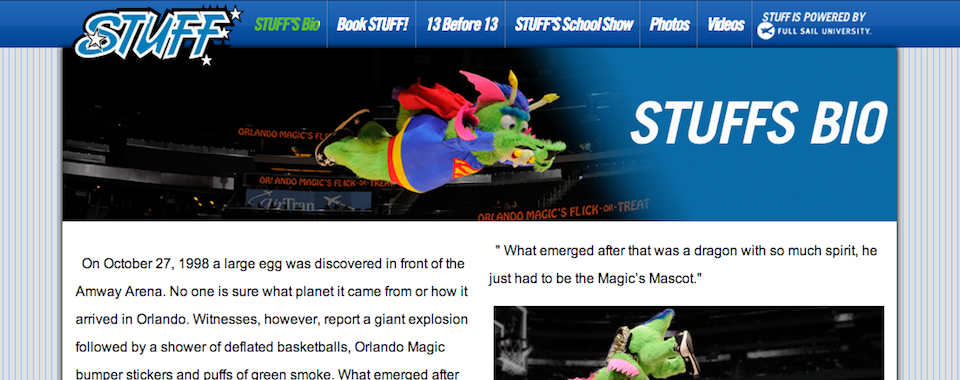 STUFF
STUFF'S Bio
Book STUFF!
13 Before 13
STUFF'S School Show
Photos
Videos
STUFF IS POWERED BY
FULL SAIL UNIVERSITY.
STUFFS BIO
ORLANDO MAGIC'S FLICK
ORLANDO MAGIC'S FLICK-OR-TREAT
AirTran
ORLANDO MAGIC'S FLICK-OR-TREAT
On October 27, 1998 a large egg was discovered in front of the
Amway Arena. No one is sure what planet it came from or how it
arrived in Orlando. Witnesses, however, report a giant explosion
followed by a shower of deflated basketballs, Orlando Magic
bumper stickers and puffs of green smoke. What emerged after
" What emerged after that was a dragon with so much spirit, he
just had to be the Magic's Mascot."